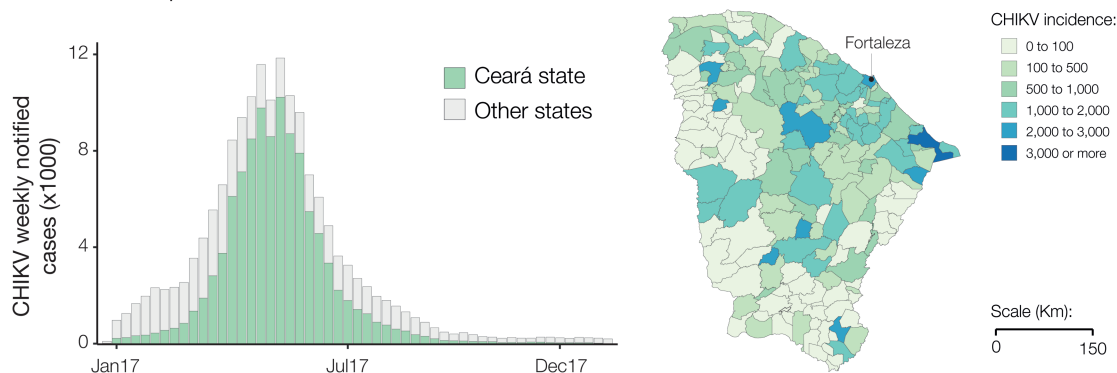 CHIKV weekly notified
cases (x1000)
12
8
4
0
Jan17
Jul17
Dec17
Ceará state
Other states
Fortaleza
CHIKV incidence:
0 to 100
100 to 500
500 to 1,000
1,000 to 2,000
2,000 to 3,000
3,000 or more
Scale (Km):
0
150